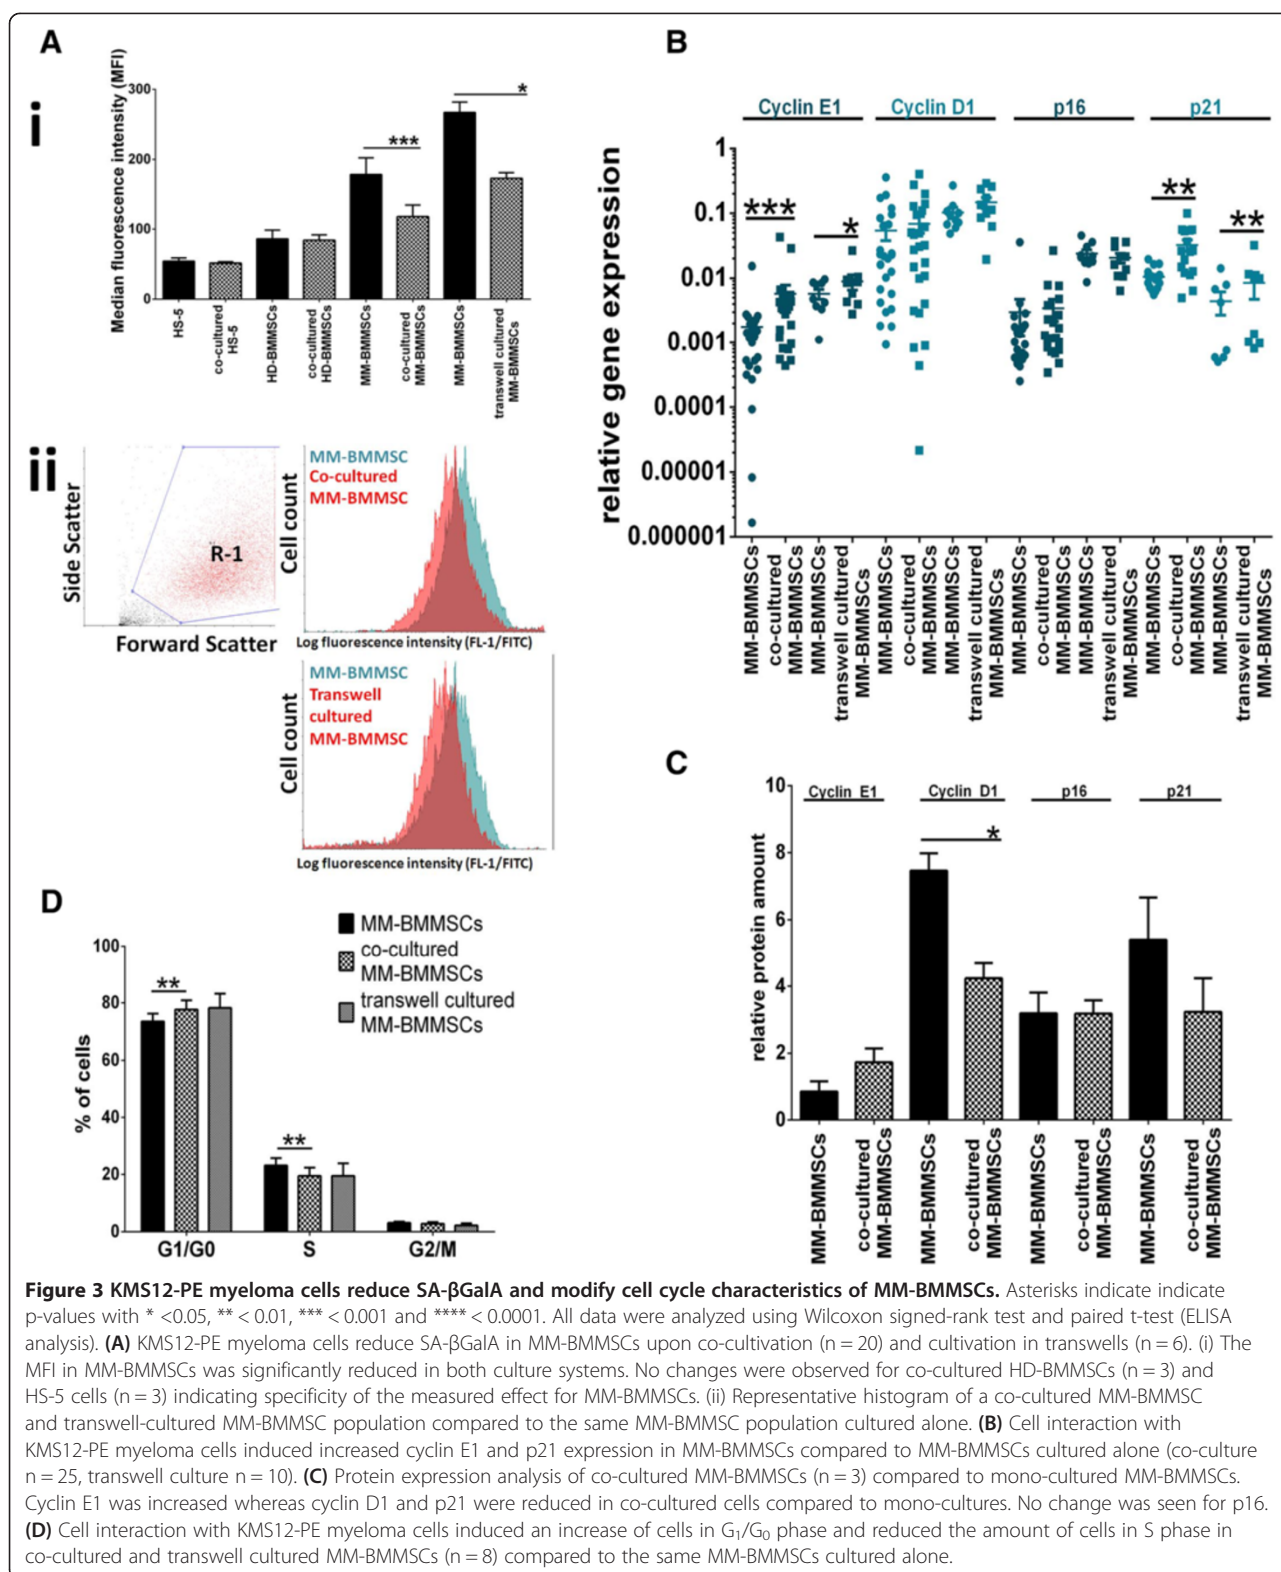 A
i
Median fluorescence intensity (MFI)
300
200
100
0
***
*
HS-5
co-cultured
HS-5
HD-BMMSCs
co-cultured
HD-BMMSCs
MM-BMMSCs
co-cultured
MM-BMMSCs
MM-BMMSCs
transwell cultured
MM-BMMSCs
ii
Side Scatter
R-1
Forward Scatter
Cell count
MM-BMMSC
Co-cultured
MM-BMMSC
Log fluorescence intensity (FL-1/FITC)
Cell count
MM-BMMSC
Transwell
cultured
MM-BMMSC
Log fluorescence intensity (FL-1/FITC)
B
Cyclin E1
Cyclin D1
p16
p21
relative gene expression
1
0.1
0.01
0.001
0.0001
0.00001
0.000001
***
*
**
**
MM-BMMSCs
co-cultured
MM-BMMSCs
MM-BMMSCs
transwell cultured
MM-BMMSCs
MM-BMMSCs
co-cultured
MM-BMMSCs
MM-BMMSCs
transwell cultured
MM-BMMSCs
MM-BMMSCs
co-cultured
MM-BMMSCs
MM-BMMSCs
transwell cultured
MM-BMMSCs
MM-BMMSCs
co-cultured
MM-BMMSCs
MM-BMMSCs
transwell cultured
MM-BMMSCs
C
relative protein amount
10
8
6
4
2
0
Cyclin E1
Cyclin D1
p16
p21
*
MM-BMMSCs
co-cultured
MM-BMMSCs
MM-BMMSCs
co-cultured
MM-BMMSCs
MM-BMMSCs
co-cultured
MM-BMMSCs
MM-BMMSCs
co-cultured
MM-BMMSCs
D
% of cells
100
80
60
40
20
0
**
**
G1/G0
S
G2/M
MM-BMMSCs
co-cultured
MM-BMMSCs
transwell cultured
MM-BMMSCs
Figure 3 KMS12-PE myeloma cells reduce SA-βGalA and modify cell cycle characteristics of MM-BMMSCs. Asterisks indicate indicate
p-values with * <0.05, ** < 0.01, *** < 0.001 and **** < 0.0001. All data were analyzed using Wilcoxon signed-rank test and paired t-test (ELISA
analysis). (A) KMS12-PE myeloma cells reduce SA-βGalA in MM-BMMSCs upon co-cultivation (n = 20) and cultivation in transwells (n = 6). (i) The
MFI in MM-BMMSCs was significantly reduced in both culture systems. No changes were observed for co-cultured HD-BMMSCs (n = 3) and
HS-5 cells (n = 3) indicating specificity of the measured effect for MM-BMMSCs. (ii) Representative histogram of a co-cultured MM-BMMSC
and transwell-cultured MM-BMMSC population compared to the same MM-BMMSC population cultured alone. (B) Cell interaction with
KMS12-PE myeloma cells induced increased cyclin E1 and p21 expression in MM-BMMSCs compared to MM-BMMSCs cultured alone (co-culture
n = 25, transwell culture n = 10). (C) Protein expression analysis of co-cultured MM-BMMSCs (n = 3) compared to mono-cultured MM-BMMSCs.
Cyclin E1 was increased whereas cyclin D1 and p21 were reduced in co-cultured cells compared to mono-cultures. No change was seen for p16.
(D) Cell interaction with KMS12-PE myeloma cells induced an increase of cells in G₁/G₀ phase and reduced the amount of cells in S phase in
co-cultured and transwell cultured MM-BMMSCs (n = 8) compared to the same MM-BMMSCs cultured alone.